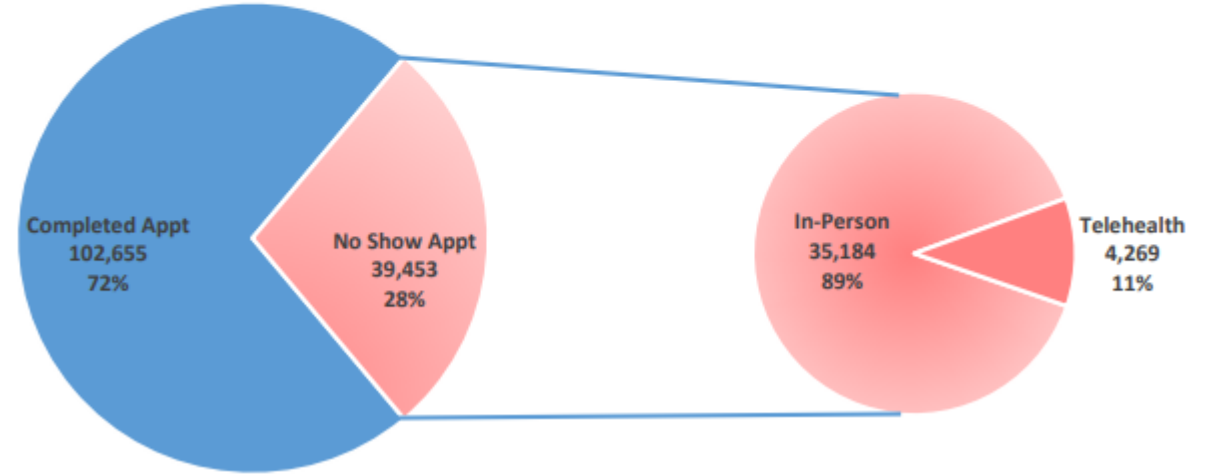 Completed Appt
102,655
72%
No Show Appt
39,453
28%
In-Person
35,184
89%
Telehealth
4,269
11%